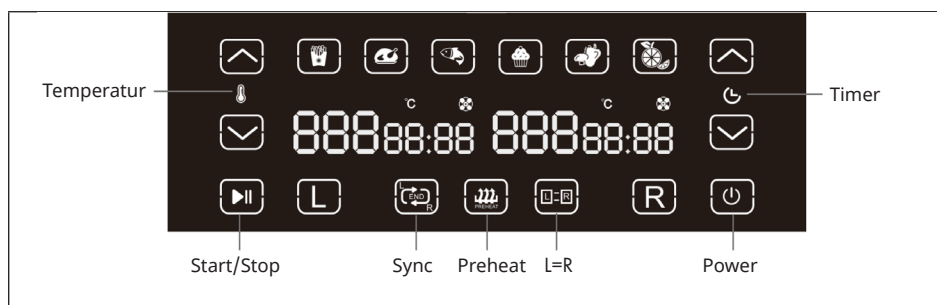 °C °C
Temperatur Timer
888 88:88 888 88:88
L L END R PREHEAT L=R R
Start/Stop Sync Preheat L=R Power